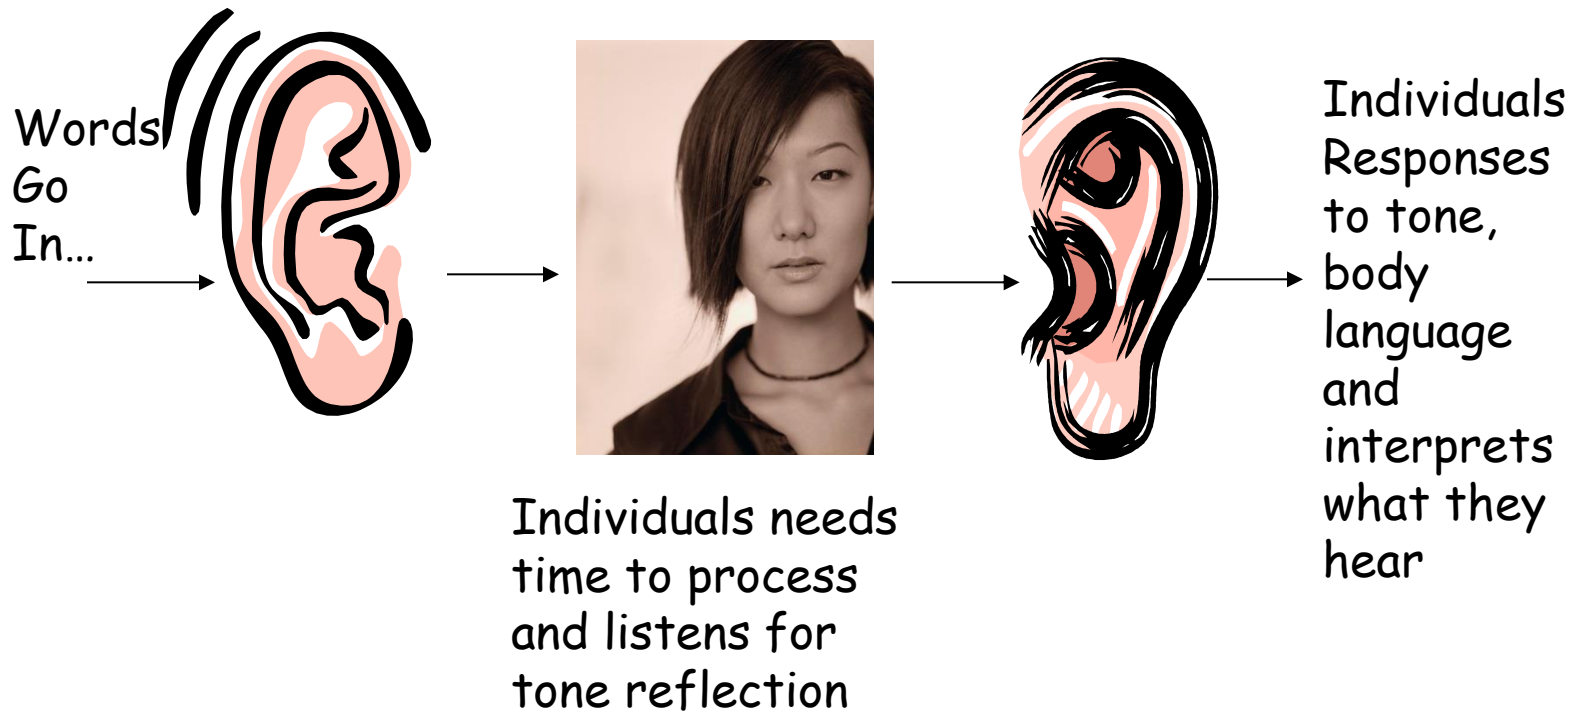 Words
Go
In...
Individuals needs
time to process
and listens for
tone reflection
Individuals
Responses
to tone,
body
language
and
interprets
what they
hear